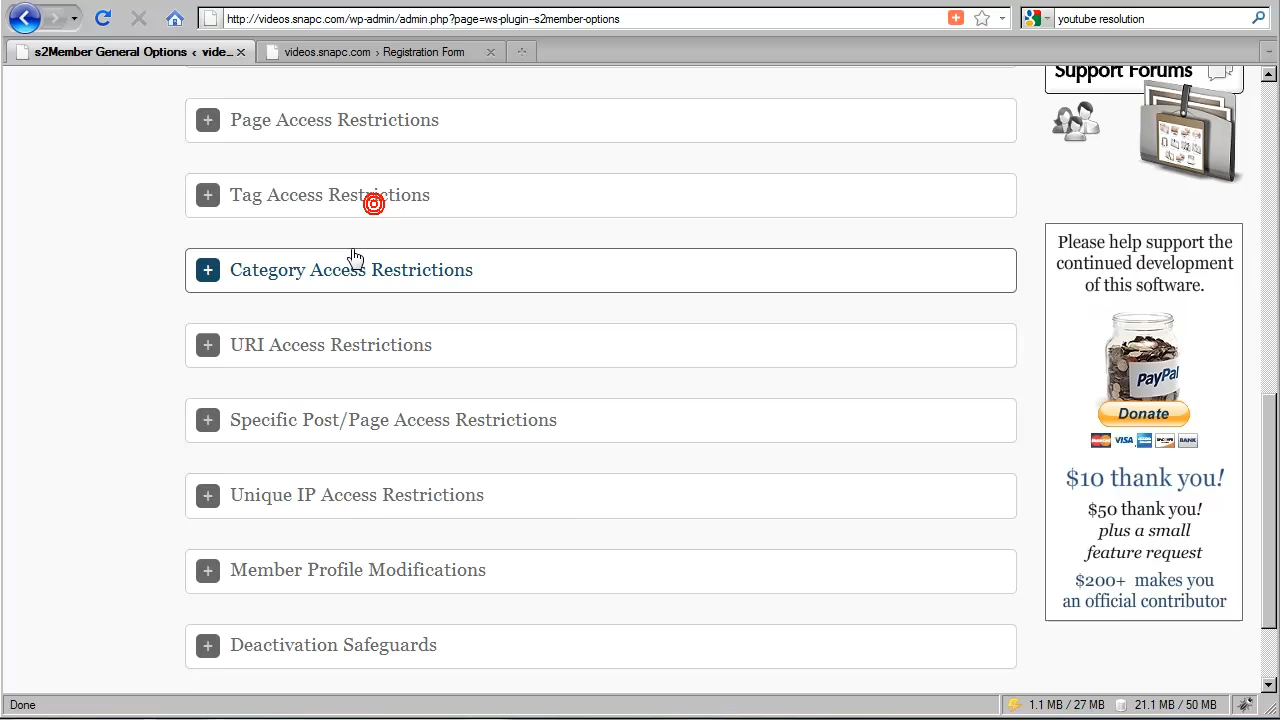 http://videos.snapc.com/wp-admin/admin.php?page=ws-plugin--s2member-options
youtube resolution
s2Member General Options ‹ vide...
videos.snapc.com › Registration Form
Support Forums
Page Access Restrictions
Tag Access Restrictions
Category Access Restrictions
URI Access Restrictions
Specific Post/Page Access Restrictions
Unique IP Access Restrictions
Member Profile Modifications
Deactivation Safeguards
Please help support the
continued development
of this software.
PayPal
Donate
VISA
BANK
$10 thank you!
$50 thank you!
plus a small
feature request
$200+ makes you
an official contributor
Done
1.1 MB / 27 MB
21.1 MB / 50 MB